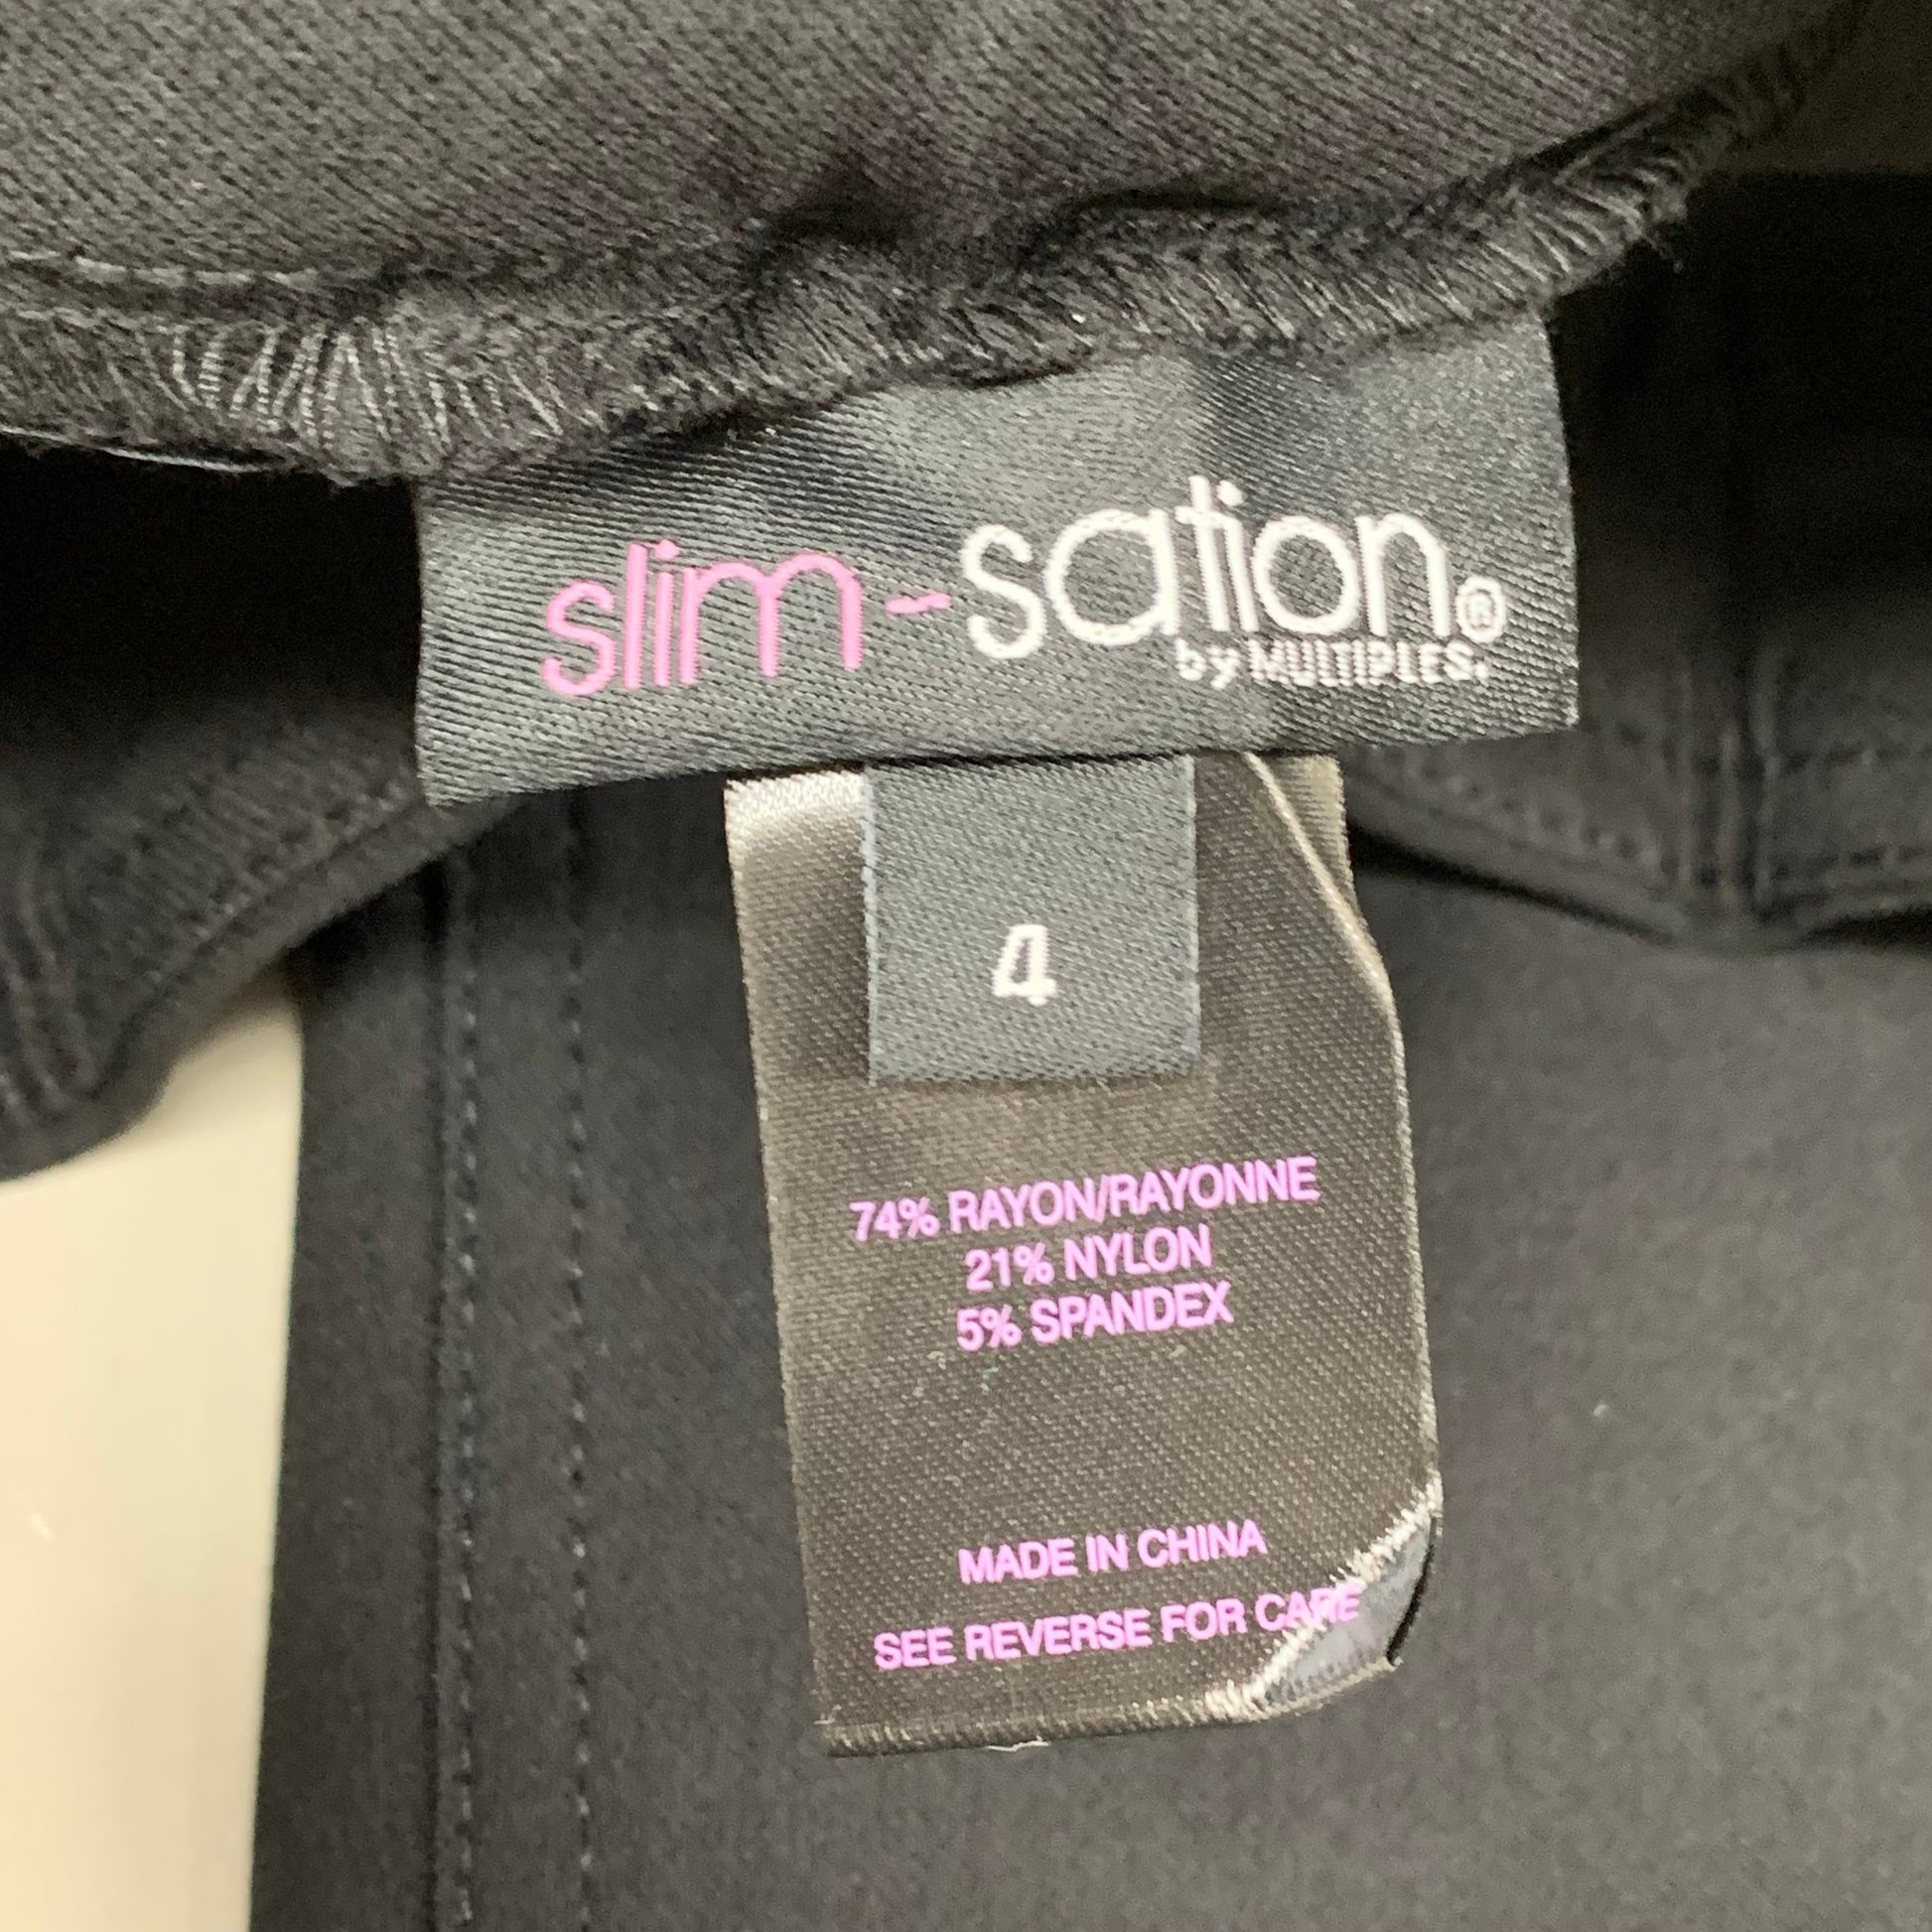 slim-sation®
by MULTIPLES.
4
74% RAYON/RAYONNE
21% NYLON
5% SPANDEX
MADE IN CHINA
SEE REVERSE FOR CARE